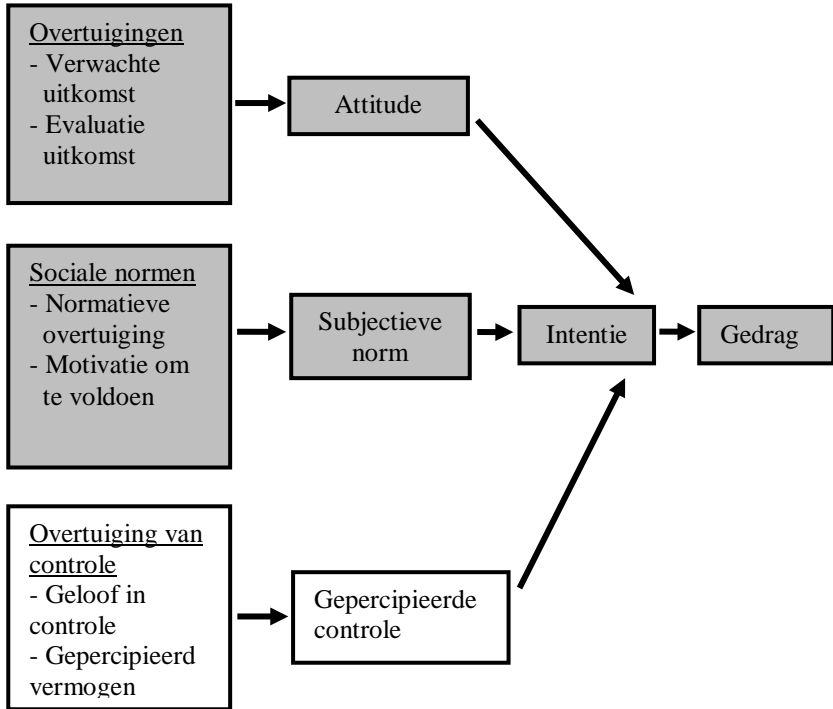 Overtuigingen
- Verwachte
uitkomst
- Evaluatie
uitkomst
Attitude
Sociale normen
- Normatieve
overtuiging
- Motivatie om
te voldoen
Subjectieve
norm
Intentie
Gedrag
Overtuiging van
controle
- Geloof in
controle
- Gepercipieerd
vermogen
Gepercipieerde
controle